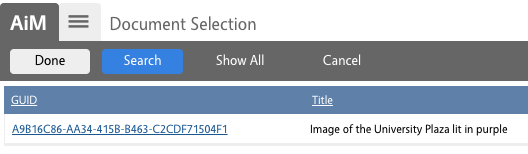 AiM Document Selection
Done Search Show All Cancel
GUID Title
A9B16C86-AA34-415B-B463-C2CDF71504F1 Image of the University Plaza lit in purple